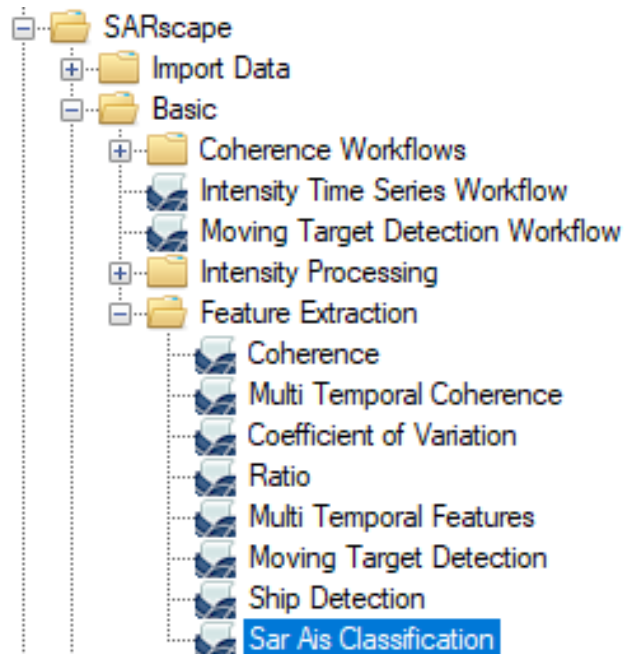 SARscape
Import Data
Basic
Coherence Workflows
Intensity Time Series Workflow
Moving Target Detection Workflow
Intensity Processing
Feature Extraction
Coherence
Multi Temporal Coherence
Coefficient of Variation
Ratio
Multi Temporal Features
Moving Target Detection
Ship Detection
Sar Ais Classification